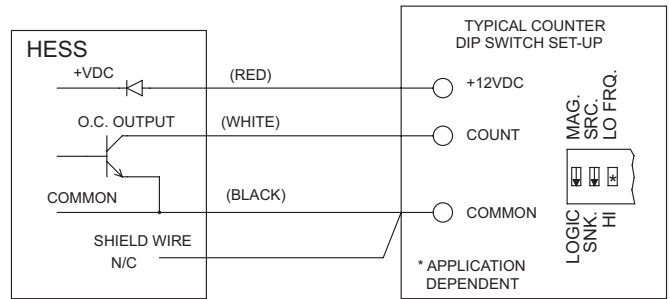 TYPICAL COUNTER
DIP SWITCH SET-UP
HESS
+VDC
(RED)
+12VDC
O.C. OUTPUT
(WHITE)
COUNT
COMMON
(BLACK)
COMMON
SHIELD WIRE
N/C
MAG.
SRC.
LO FRQ.
*
LOGIC
SNK.
HI
* APPLICATION
DEPENDENT